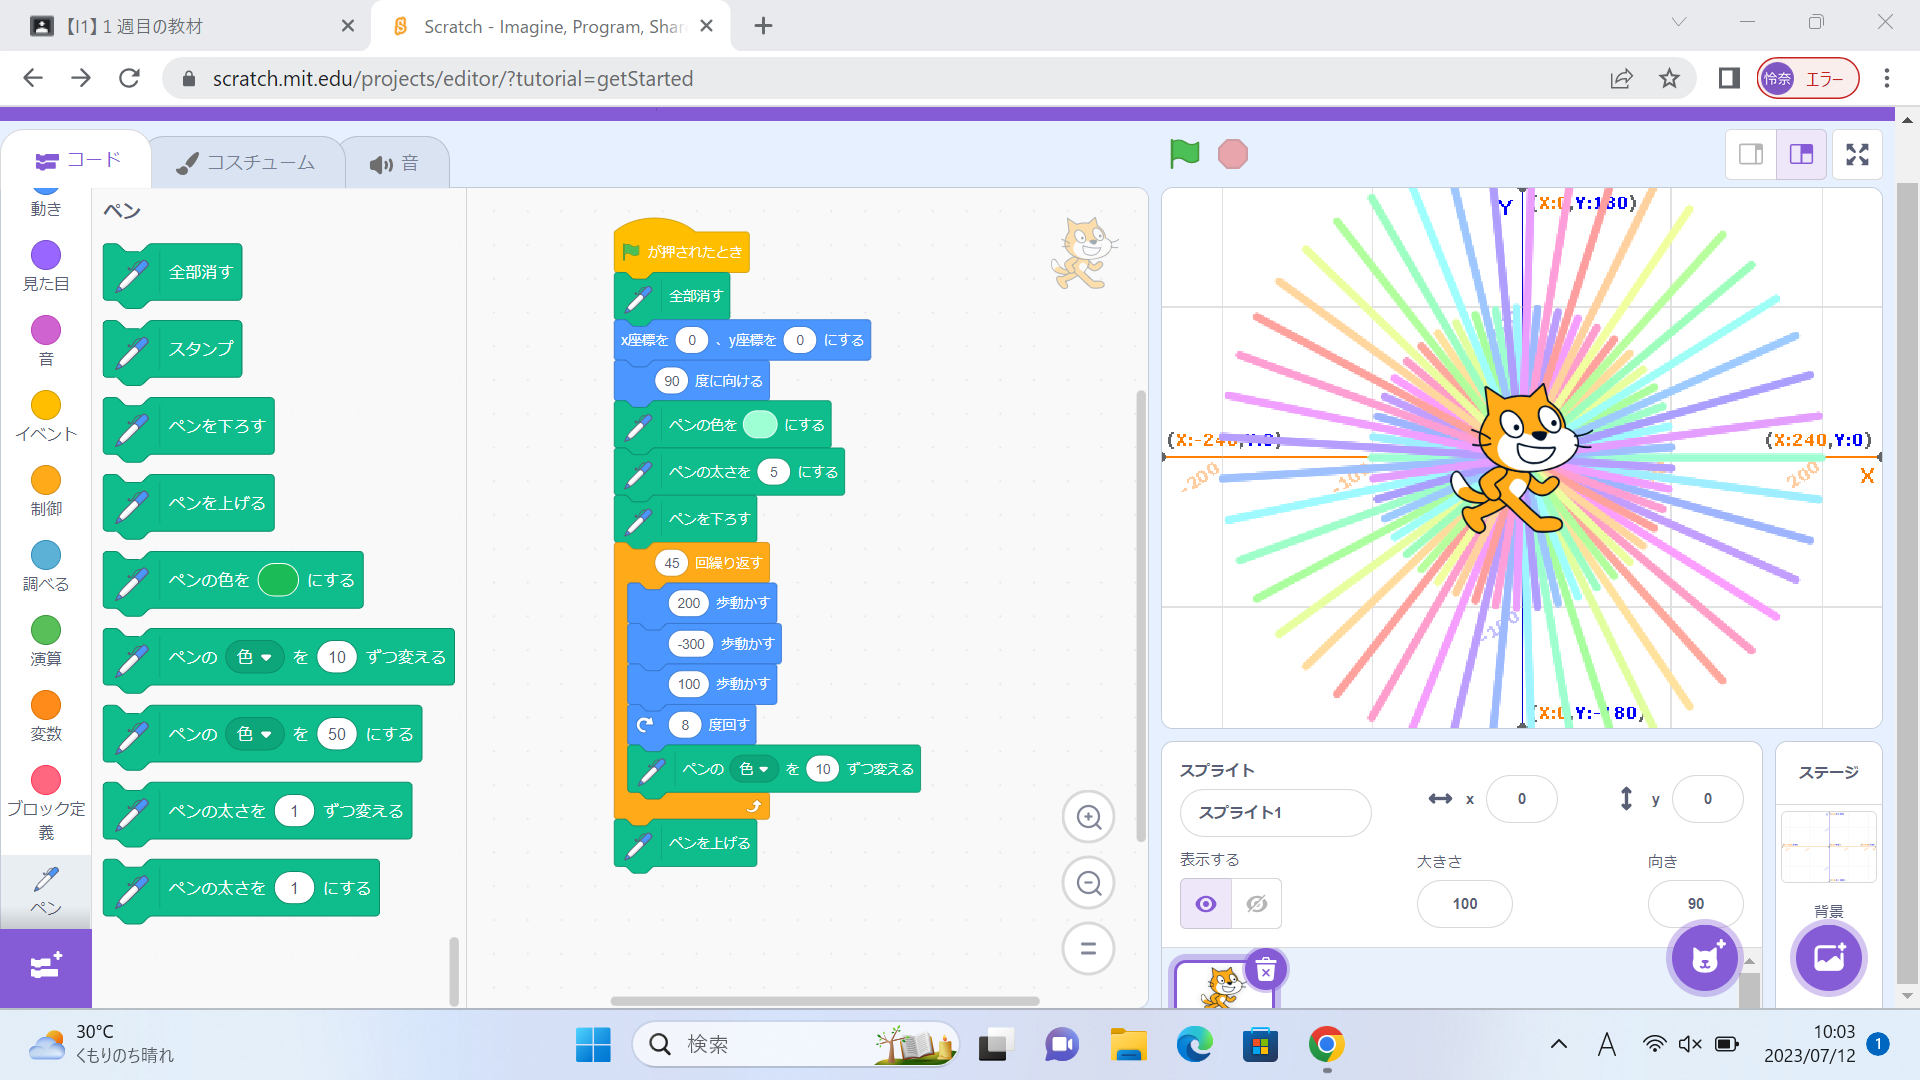 【I1】1 週目の教材
Scratch - Imagine, Program, Shar
scratch.mit.edu/projects/editor/?tutorial=getStarted
怜奈
エラー
コード
コスチューム
音
動き
見た目
音
イベント
制御
調べる
演算
変数
ブロック定
義
ペン
ペン
全部消す
スタンプ
ペンを下ろす
ペンを上げる
ペンの色を にする
ペンの 色 を 10 ずつ変える
ペンの 色 を 50 にする
ペンの太さを 1 ずつ変える
ペンの太さを 1 にする
が押されたとき
全部消す
x座標を 0 、y座標を 0 にする
90 度に向ける
ペンの色を にする
ペンの太さを 5 にする
ペンを下ろす
45 回繰り返す
200 歩動かす
-300 歩動かす
100 歩動かす
8 度回す
ペンの 色 を 10 ずつ変える
ペンを上げる
Y
(X:0,Y:180)
(X:-240,Y:0)
(X:240,Y:0)
X
-200
-100
200
-100
(X:0,Y:-180)
スプライト
スプライト1
x 0
y 0
表示する
大きさ
100
向き
90
ステージ
背景
30°C
くもりのち晴れ
検索
A
10:03
2023/07/12
1